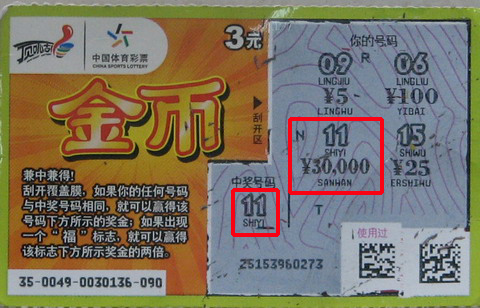 顶呱刮
中国体育彩票
CHINA SPORTS LOTTERY
3元
金币
刮开区
兼中兼得!
刮开覆盖膜，如果你的任何号码
与中奖号码相同，就可以赢得该
号码下方所示的奖金；如果出现
一个“福”标志，就可以赢得
该标志下方所示奖金的两倍。
35-0049-0030136-090
你的号码
R
09 06
LINGJIU LINGLIU
¥5 ¥100
LINGWU YIBAI
N
11 15
SHIYI SHIWU
¥30,000 ¥25
SANWAN ERSHIWU
中奖号码
11
SHIYI
T
25153960273
使用过